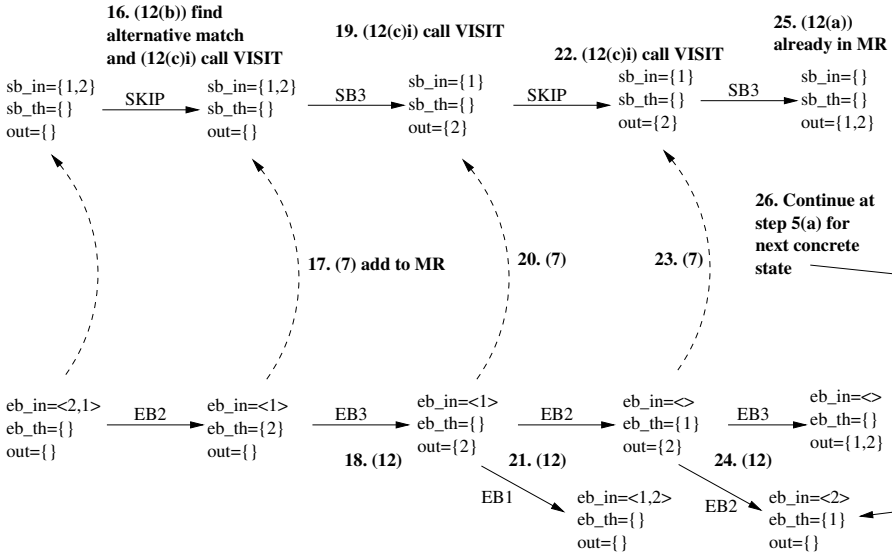 16. (12(b)) find
alternative match
and (12(c)i) call VISIT
19. (12(c)i) call VISIT
22. (12(c)i) call VISIT
25. (12(a))
already in MR
sb_in={1,2}
sb_th={}
out={}
SKIP
sb_in={1,2}
sb_th={}
out={}
SB3
sb_in={1}
sb_th={}
out={2}
SKIP
sb_in={1}
sb_th={}
out={2}
SB3
sb_in={}
sb_th={}
out={1,2}
17. (7) add to MR
20. (7)
23. (7)
26. Continue at
step 5(a) for
next concrete
state
eb_in=<2,1>
eb_th={}
out={}
EB2
eb_in=<1>
eb_th={2}
out={}
EB3
eb_in=<1>
eb_th={}
out={2}
EB2
eb_in=<>
eb_th={1}
out={2}
EB3
eb_in=<>
eb_th={}
out={1,2}
18. (12)
21. (12)
24. (12)
EB1
eb_in=<1,2>
eb_th={}
out={}
EB2
eb_in=<2>
eb_th={1}
out={}